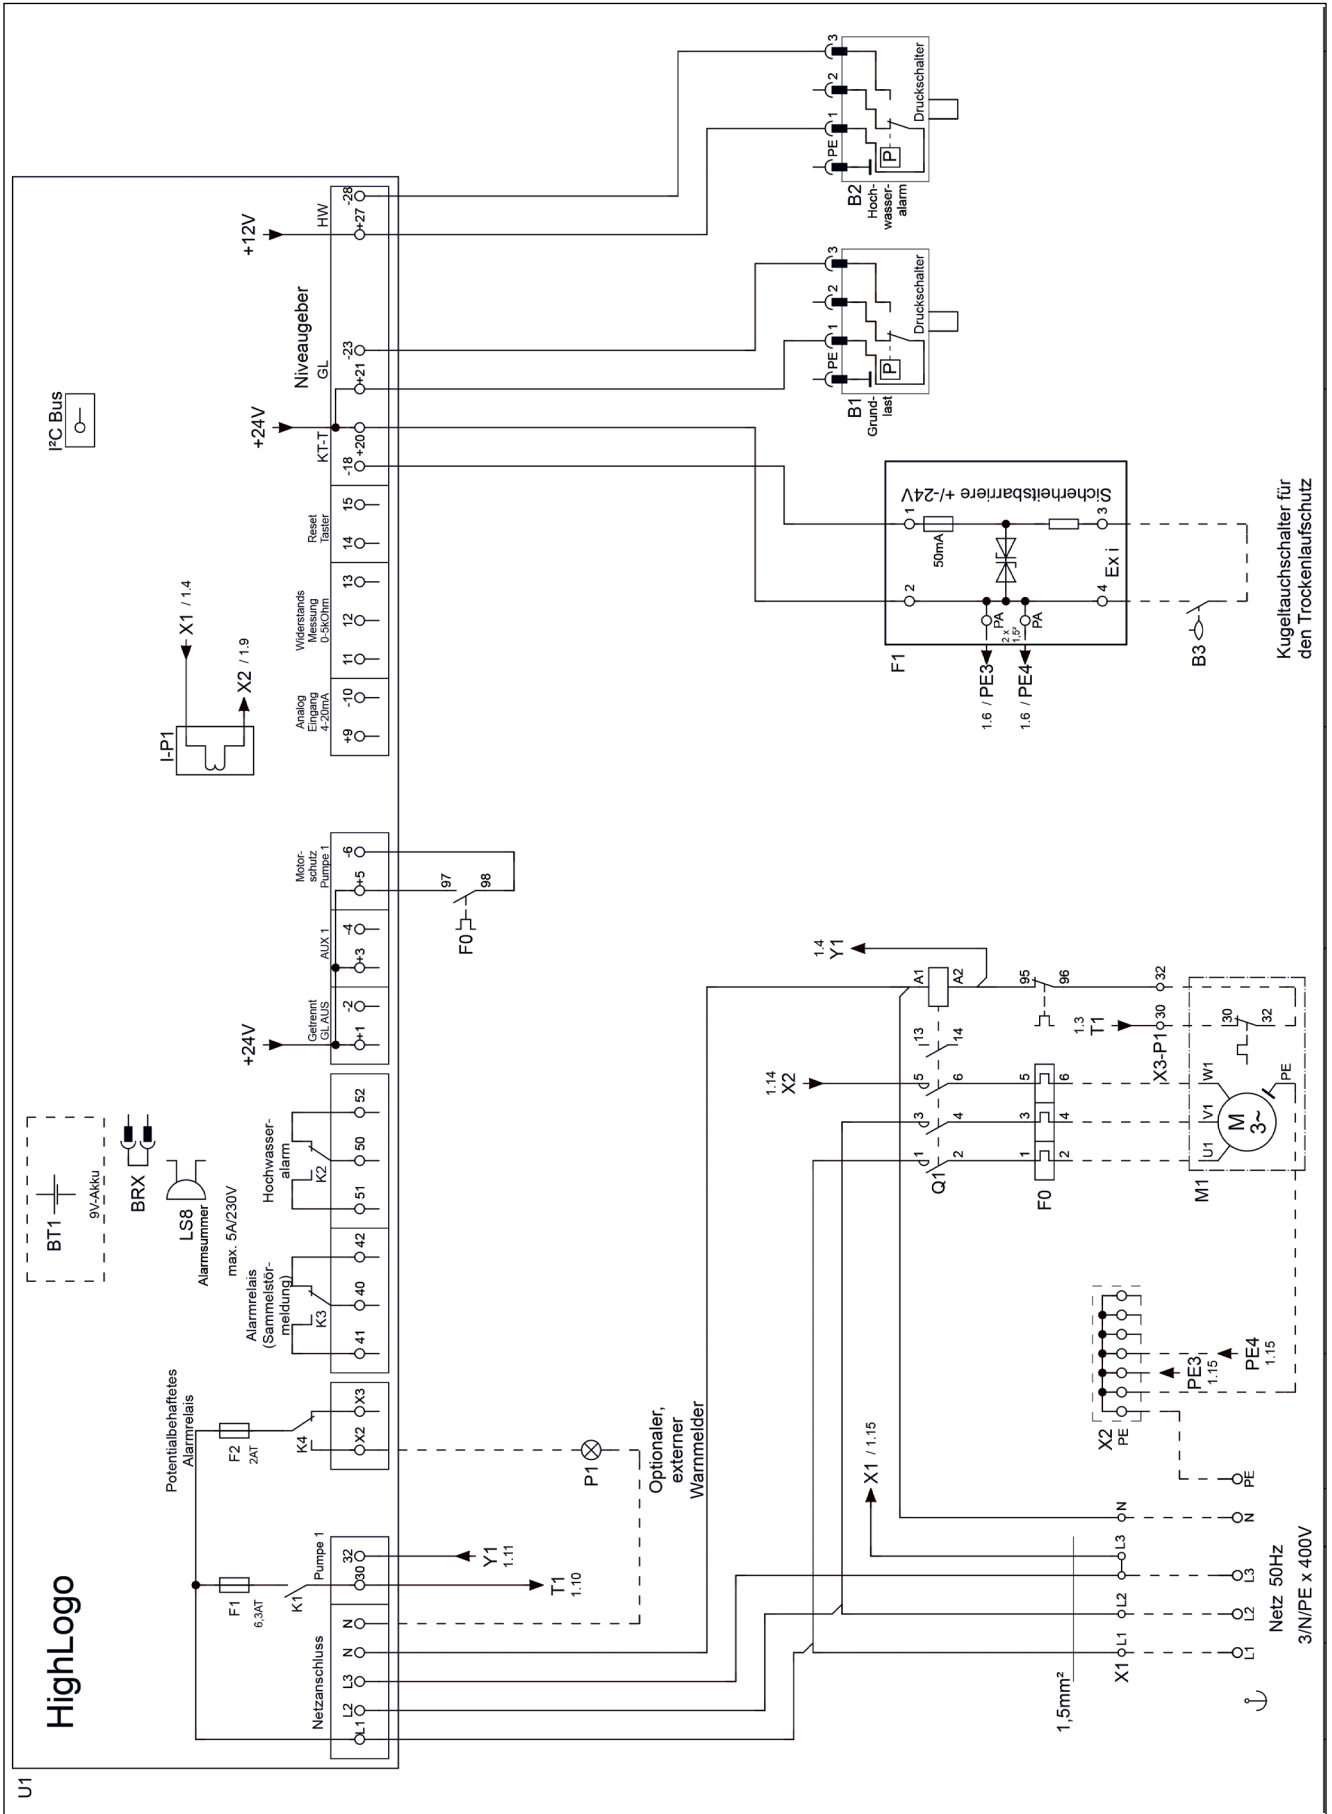 U1
HighLogo
BT1
9V-Akku
BRX
LS8
Alarmsummer
max. 5A/230V
I-P1
X1 / 1.4
X2 / 1.9
I²C Bus
Potentialbehaftetes
Alarmrelais
F1
6,3AT
F2
2AT
K1
K4
Alarmrelais
(Sammelstör-
meldung)
K3
Hochwasser-
alarm
K2
+24V
+24V
+12V
Netzanschluss
Pumpe 1
Getrennt
GL AUS
AUX 1
Motor-
schutz
Pumpe 1
Analog
Eingang
4-20mA
Widerstands
Messung
0-5kOhm
Reset
Taster
Niveaugeber
KT-T
GL
HW
L1
L2
L3
N
N
30
32
X2
X3
41
40
42
51
50
52
+1
-2
+3
-4
+5
-6
+9
-10
11
12
13
14
15
-18
+20
+21
-23
+27
-28
Y1
1.11
T1
1.10
P1
Optionaler,
externer
Warnmelder
F0
97
98
B1
Grund-
last
PE
1
2
3
P
Druckschalter
B2
Hoch-
wasser-
alarm
PE
1
2
3
P
Druckschalter
F1
2
1
50mA
Sicherheitsbarriere +/-24V
PA
2 x
1,5²
PA
Ex i
4
3
1.6 / PE3
1.6 / PE4
B3
Kugeltauchschalter für
den Trockenlaufschutz
1.4
Y1
X1 / 1.15
1.14
X2
Q1
1
3
5
13
A1
2
4
6
14
A2
F0
1
3
5
95
2
4
6
96
1.3
T1
X3-P1
30
32
M1
U1
V1
W1
M
3~
PE
30
32
X2
PE
PE3
1.15
PE4
1.15
1,5mm²
X1
L1
L2
L3
N
L1
L2
L3
N
PE
Netz 50Hz
3/N/PE x 400V